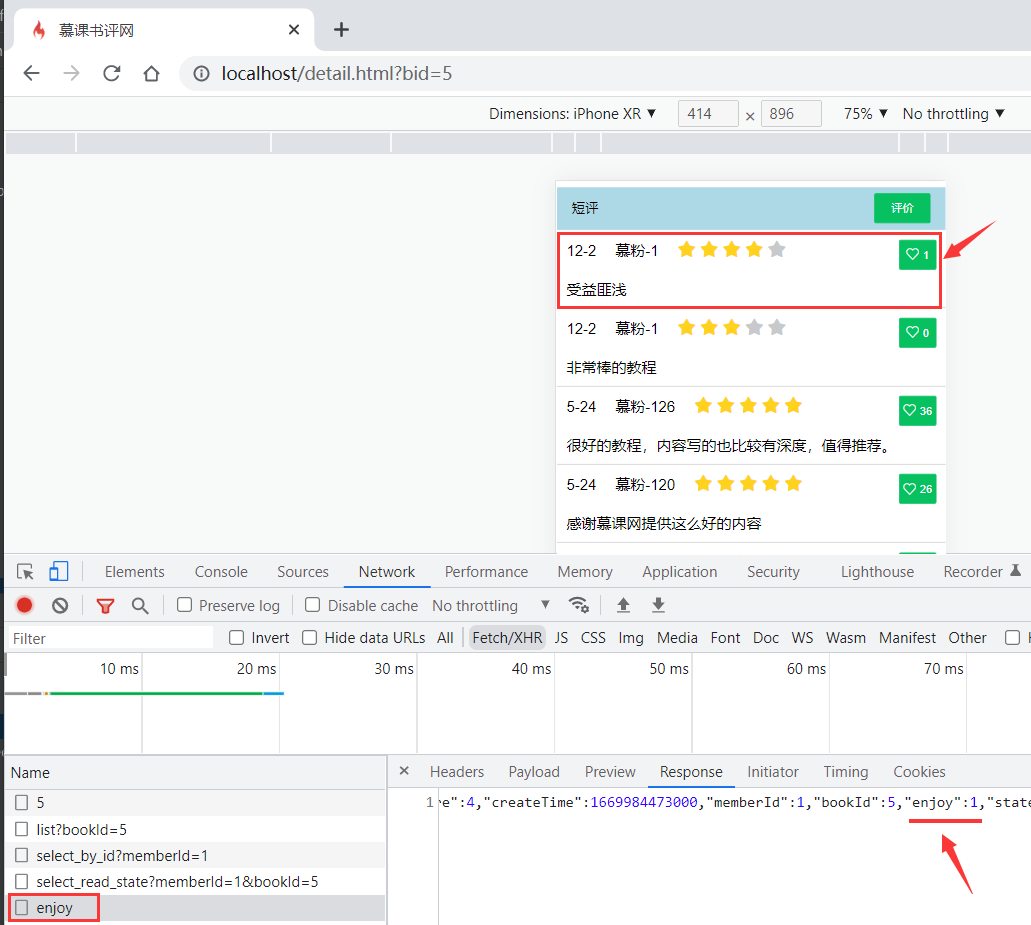 慕课书评网
localhost/detail.html?bid=5
Dimensions: iPhone XR ▼ 414 × 896 75% ▼ No throttling ▼
短评 评价
12-2 慕粉-1 1
受益匪浅
12-2 慕粉-1 0
非常棒的教程
5-24 慕粉-126 36
很好的教程，内容写的也比较有深度，值得推荐。
5-24 慕粉-120 26
感谢慕课网提供这么好的内容
Elements Console Sources Network Performance Memory Application Security Lighthouse Recorder
Preserve log Disable cache No throttling ▼
Filter Invert Hide data URLs All Fetch/XHR JS CSS Img Media Font Doc WS Wasm Manifest Other
10 ms 20 ms 30 ms 40 ms 50 ms 60 ms 70 ms
Name × Headers Payload Preview Response Initiator Timing Cookies
5
list?bookId=5
select_by_id?memberId=1
select_read_state?memberId=1&bookId=5
enjoy
1 e":4,"createTime":1669984473000,"memberId":1,"bookId":5,"enjoy":1,"state